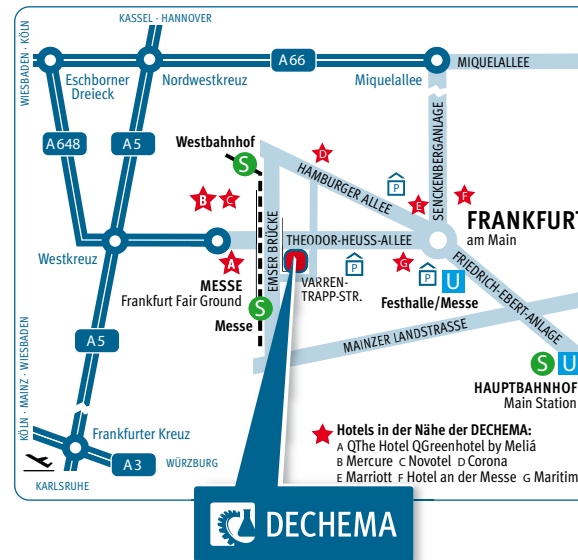 KASSEL - HANNOVER
WIESBADEN - KÖLN
A66
MIQUELALLEE
Eschborner
Dreieck
Nordwestkreuz
Miquelallee
A648
A5
Westbahnhof
S
D
HAMBURGER ALLEE
P
SENCKENBERGANLAGE
B
C
E
F
FRANKFURT
am Main
Westkreuz
THEODOR-HEUSS-ALLEE
EMSER BRÜCKE
A
MESSE
Frankfurt Fair Ground
VARREN-
TRAPP-STR.
P
G
P
U
Festhalle/Messe
FRIEDRICH-EBERT-ANLAGE
S
Messe
A5
MAINZER LANDSTRASSE
S
U
HAUPTBAHNHOF
Main Station
KÖLN - MAINZ - WIESBADEN
Frankfurter Kreuz
A3
WÜRZBURG
KARLSRUHE
Hotels in der Nähe der DECHEMA:
A QThe Hotel QGreenhotel by Meliá
B Mercure C Novotel D Corona
E Marriott F Hotel an der Messe G Maritim
DECHEMA